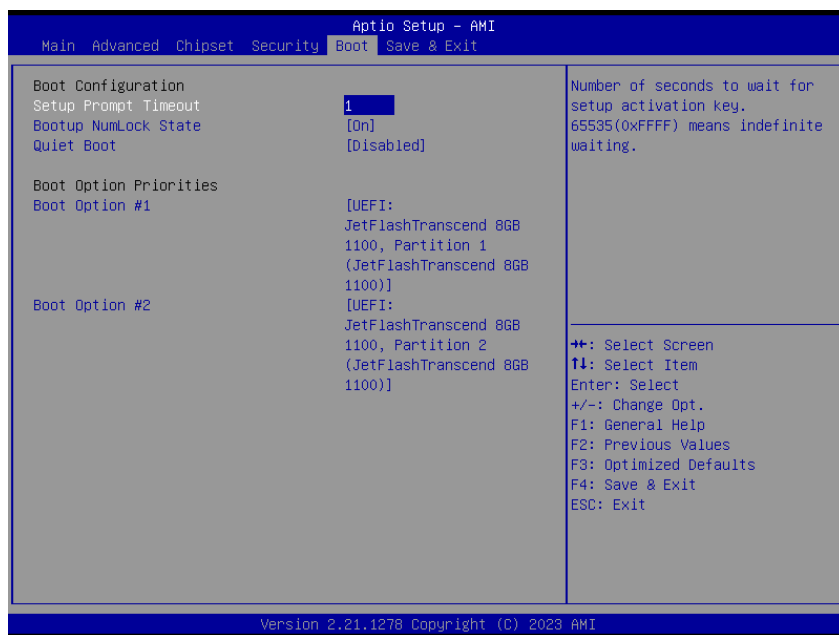 Aptio Setup – AMI
Main Advanced Chipset Security Boot Save & Exit
Boot Configuration
Setup Prompt Timeout 1
Bootup NumLock State [On]
Quiet Boot [Disabled]
Boot Option Priorities
Boot Option #1 [UEFI:
JetFlashTranscend 8GB
1100, Partition 1
(JetFlashTranscend 8GB
1100)]
Boot Option #2 [UEFI:
JetFlashTranscend 8GB
1100, Partition 2
(JetFlashTranscend 8GB
1100)]
Number of seconds to wait for
setup activation key.
65535(0xFFFF) means indefinite
waiting.
→←: Select Screen
↑↓: Select Item
Enter: Select
+/-: Change Opt.
F1: General Help
F2: Previous Values
F3: Optimized Defaults
F4: Save & Exit
ESC: Exit
Version 2.21.1278 Copyright (C) 2023 AMI